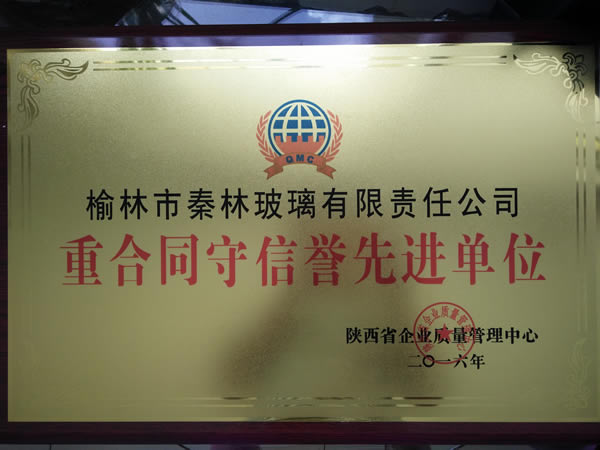 QMC
榆林市秦林玻璃有限责任公司
重合同守信誉先进单位
陕西省企业质量管理中心
二〇一六年